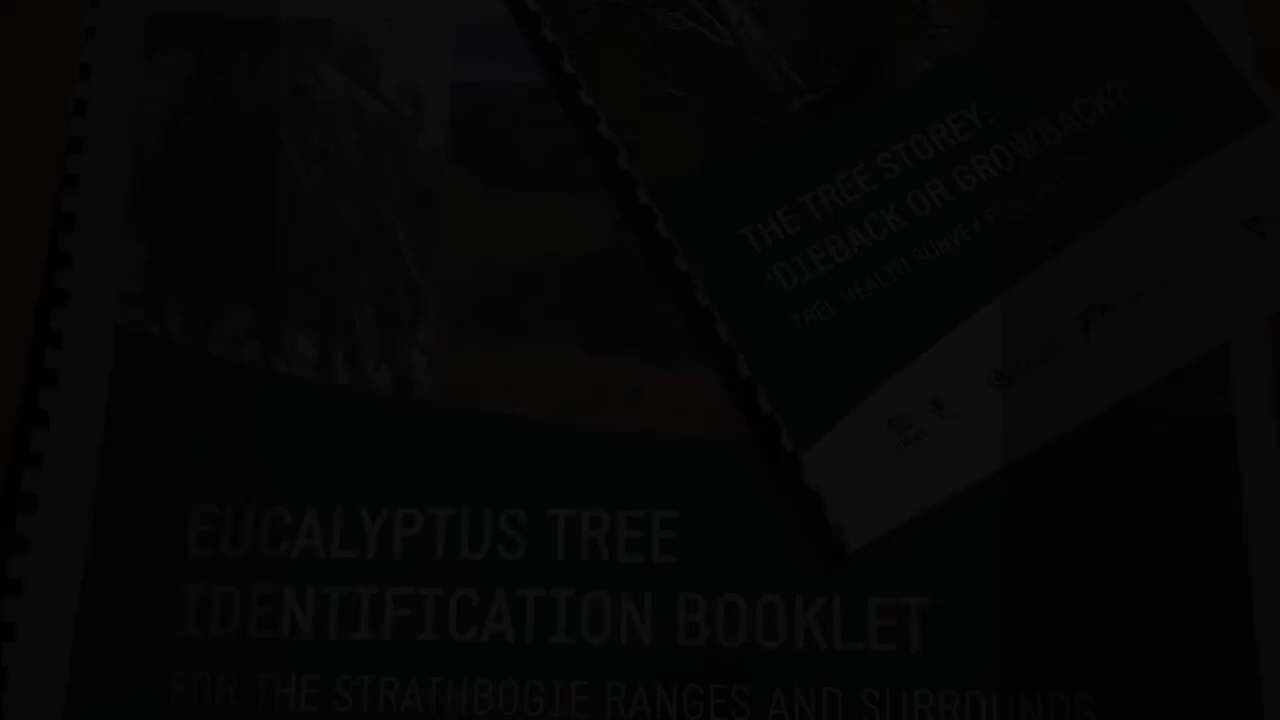 THE TREE STOREY:
'DIEBACK OR GROWBACK?'
TREE HEALTH SURVEY
EUCALYPTUS TREE
IDENTIFICATION BOOKLET
FOR THE STRATHBOGIE RANGES AND SURROUNDS